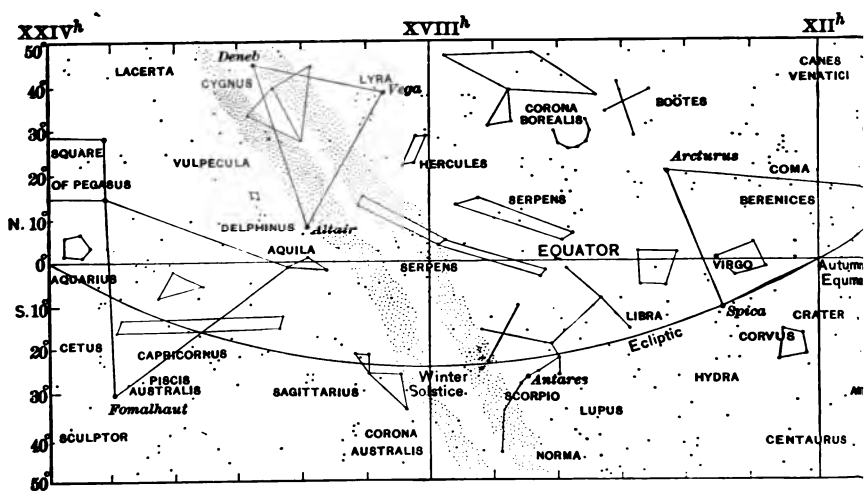 XXIVʰ XVIIIʰ XIIʰ
50°
LACERTA
Deneb
CYGNUS
LYRA
Vega
CANES
VENATICI
40°
CORONA
BOREALIS
BOÖTES
30°
SQUARE
VULPECULA
HERCULES
Arcturus
COMA
20°
OF PEGASUS
SERPENS
BERENICES
10°
N.
DELPHINUS
Altair
AQUILA
EQUATOR
0°
AQUARIUS
SERPENS
VIRGO
Autumn
Equin
S.
10°
LIBRA
Spica
CRATER
Ecliptic
CORVUS
20°
CETUS
CAPRICORNUS
Winter
Solstice
Antares
HYDRA
PISCIS
AUSTRALIS
SAGITTARIUS
SCORPIO
30°
Fomalhaut
LUPUS
40°
SCULPTOR
CORONA
AUSTRALIS
NORMA
CENTAURUS
50°